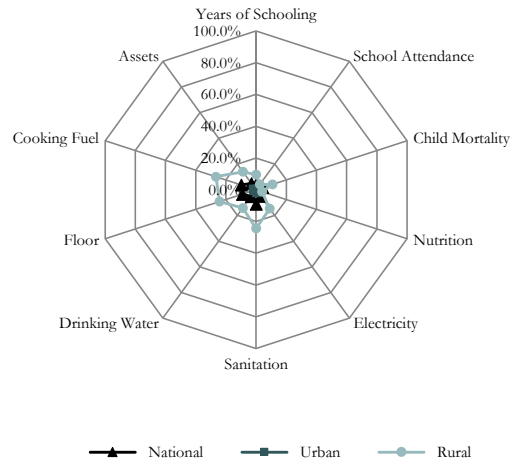 Years of Schooling
100.0%
Assets
School Attendance
80.0%
60.0%
40.0%
Cooking Fuel
Child Mortality
20.0%
0.0%
Floor
Nutrition
Drinking Water
Electricity
Sanitation
National Urban Rural